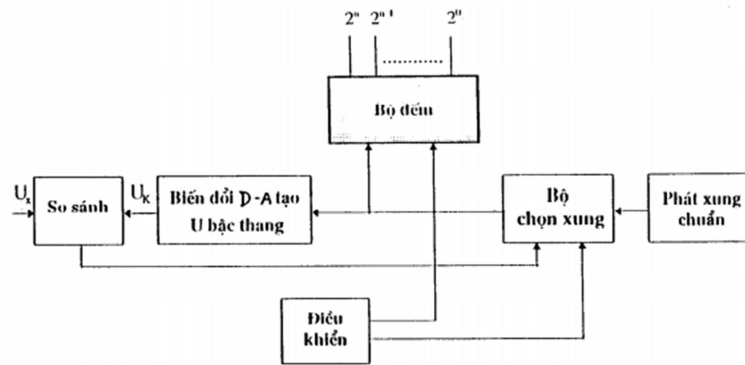 2ⁿ 2ⁿ⁻¹ ............ 2⁰
Bộ đếm
Uₓ
So sánh
U_K
Biến đổi D-A tạo
U bậc thang
Bộ
chọn xung
Phát xung
chuẩn
Điều
khiển